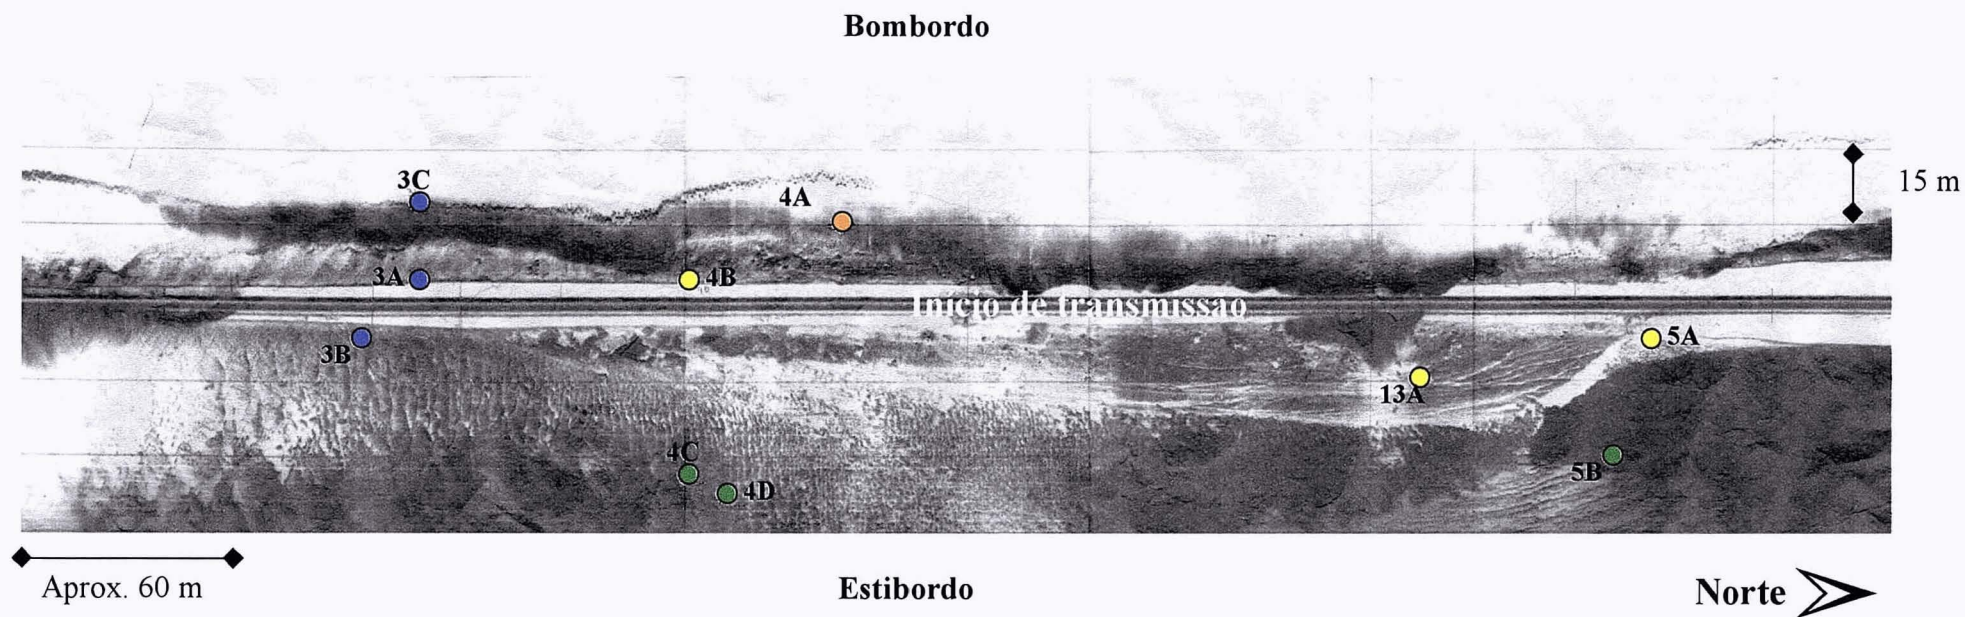 Bombordo
3C
4A
15 m
3A
4B
Inicio de transmissao
3B
5A
13A
4C
4D
5B
Aprox. 60 m
Estibordo
Norte